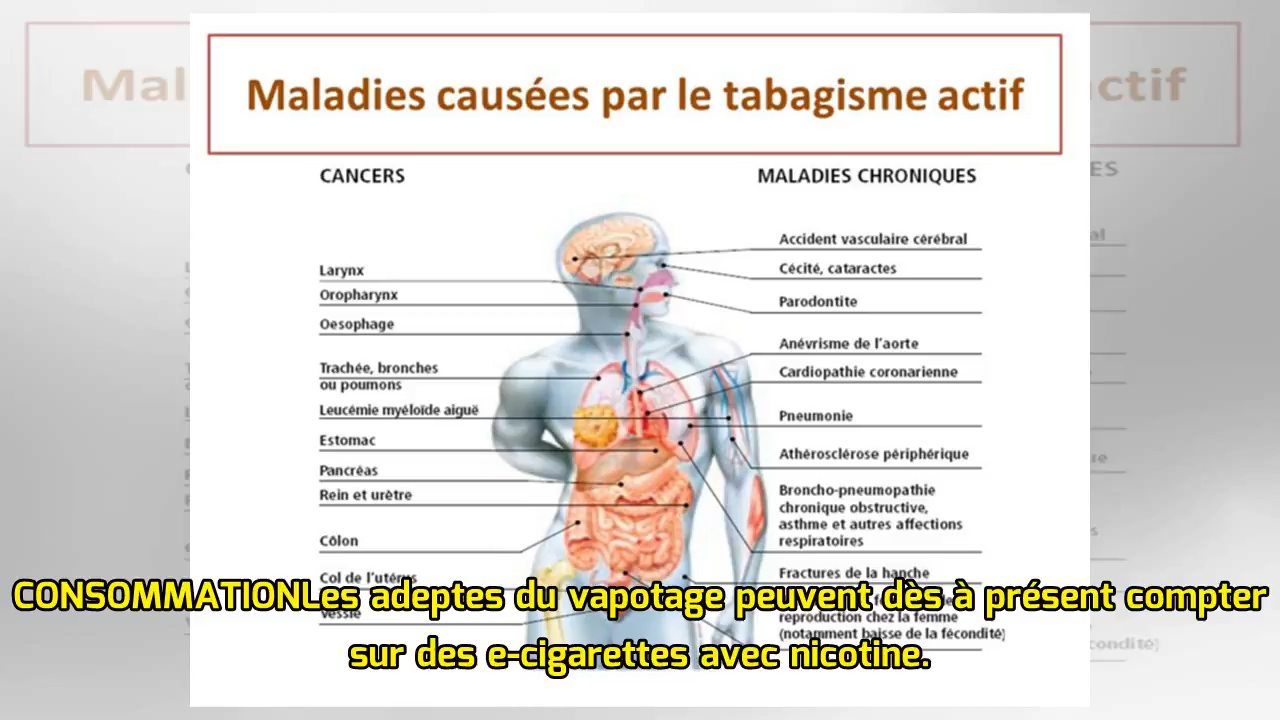 Maladies causées par le tabagisme actif
CANCERS
MALADIES CHRONIQUES
Larynx
Oropharynx
Oesophage
Trachée, bronches
ou poumons
Leucémie myéloïde aiguë
Estomac
Pancréas
Rein et urètre
Côlon
Col de l'utérus
Vessie
Accident vasculaire cérébral
Cécité, cataractes
Parodontite
Anévrisme de l'aorte
Cardiopathie coronarienne
Pneumonie
Athérosclérose périphérique
Broncho-pneumopathie
chronique obstructive,
asthme et autres affections
respiratoires
Fractures de la hanche
reproduction chez la femme
(notamment baisse de la fécondité)
CONSOMMATIONLes adeptes du vapotage peuvent dès à présent compter
sur des e-cigarettes avec nicotine.